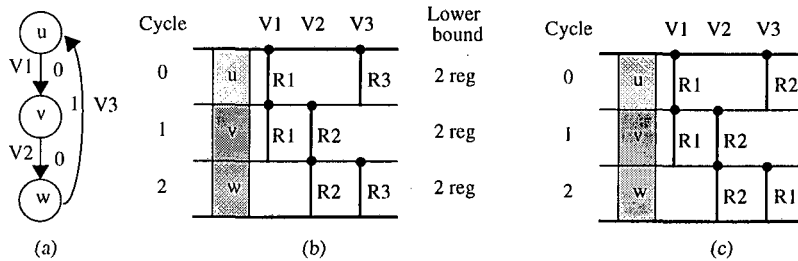 u
V1 0
v
1 V3
V2 0
w
(a)
Cycle V1 V2 V3 Lower bound
0 u R1 R3 2 reg
1 v R1 R2 2 reg
2 w R2 R3 2 reg
(b)
Cycle V1 V2 V3
0 u R1 R2
1 v R1 R2
2 w R2 R1
(c)